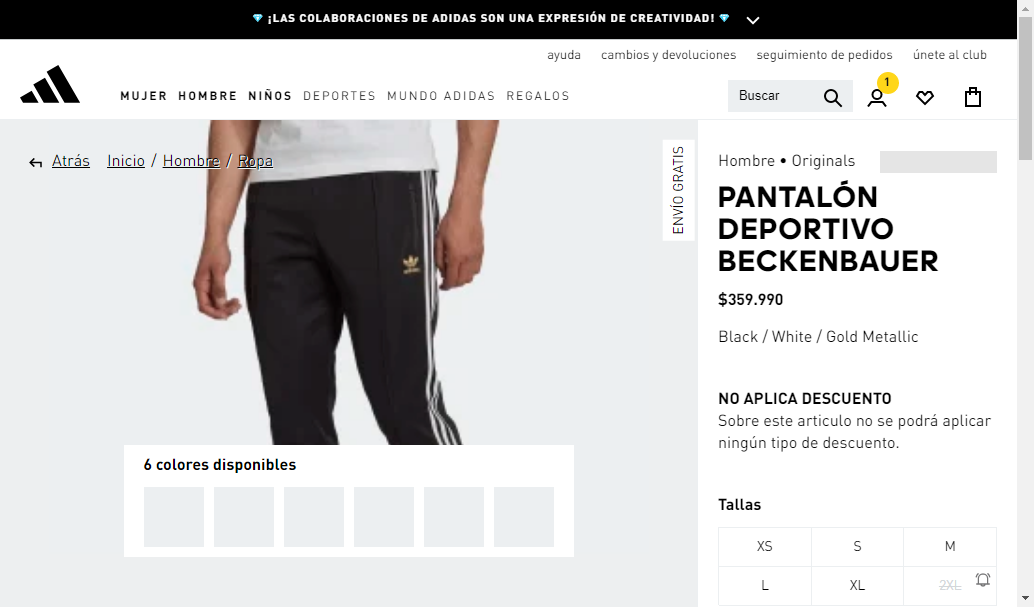 💎 ¡LAS COLABORACIONES DE ADIDAS SON UNA EXPRESIÓN DE CREATIVIDAD! 💎
ayuda cambios y devoluciones seguimiento de pedidos únete al club
MUJER HOMBRE NIÑOS DEPORTES MUNDO ADIDAS REGALOS
Buscar
1
Atrás Inicio / Hombre / Ropa
ENVÍO GRATIS
6 colores disponibles
Hombre • Originals
PANTALÓN
DEPORTIVO
BECKENBAUER
$359.990
Black / White / Gold Metallic
NO APLICA DESCUENTO
Sobre este articulo no se podrá aplicar
ningún tipo de descuento.
Tallas
XS S M
L XL 2XL